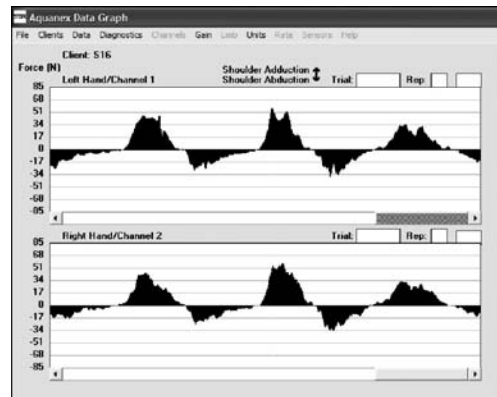 Aquanex Data Graph
File Clients Data Diagnostics Channels Gain Limb Units Rate Sensors Help
Client: S16
Force (N)
Left Hand/Channel 1
Shoulder Adduction
Shoulder Abduction
Trial:
Rep:
85
68
51
34
17
0
-17
-34
-51
-68
-85
Right Hand/Channel 2
Trial:
Rep:
85
68
51
34
17
0
-17
-34
-51
-68
-85